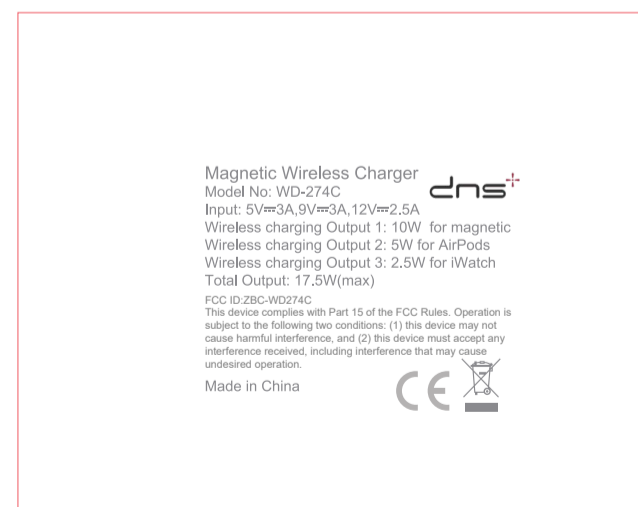 Magnetic Wireless Charger
dns+
Model No: WD-274C
Input: 5V⎓3A,9V⎓3A,12V⎓2.5A
Wireless charging Output 1: 10W  for magnetic
Wireless charging Output 2: 5W for AirPods
Wireless charging Output 3: 2.5W for iWatch
Total Output: 17.5W(max)
FCC ID:ZBC-WD274C
This device complies with Part 15 of the FCC Rules. Operation is
subject to the following two conditions: (1) this device may not
cause harmful interference, and (2) this device must accept any
interference received, including interference that may cause
undesired operation.
Made in China
CE